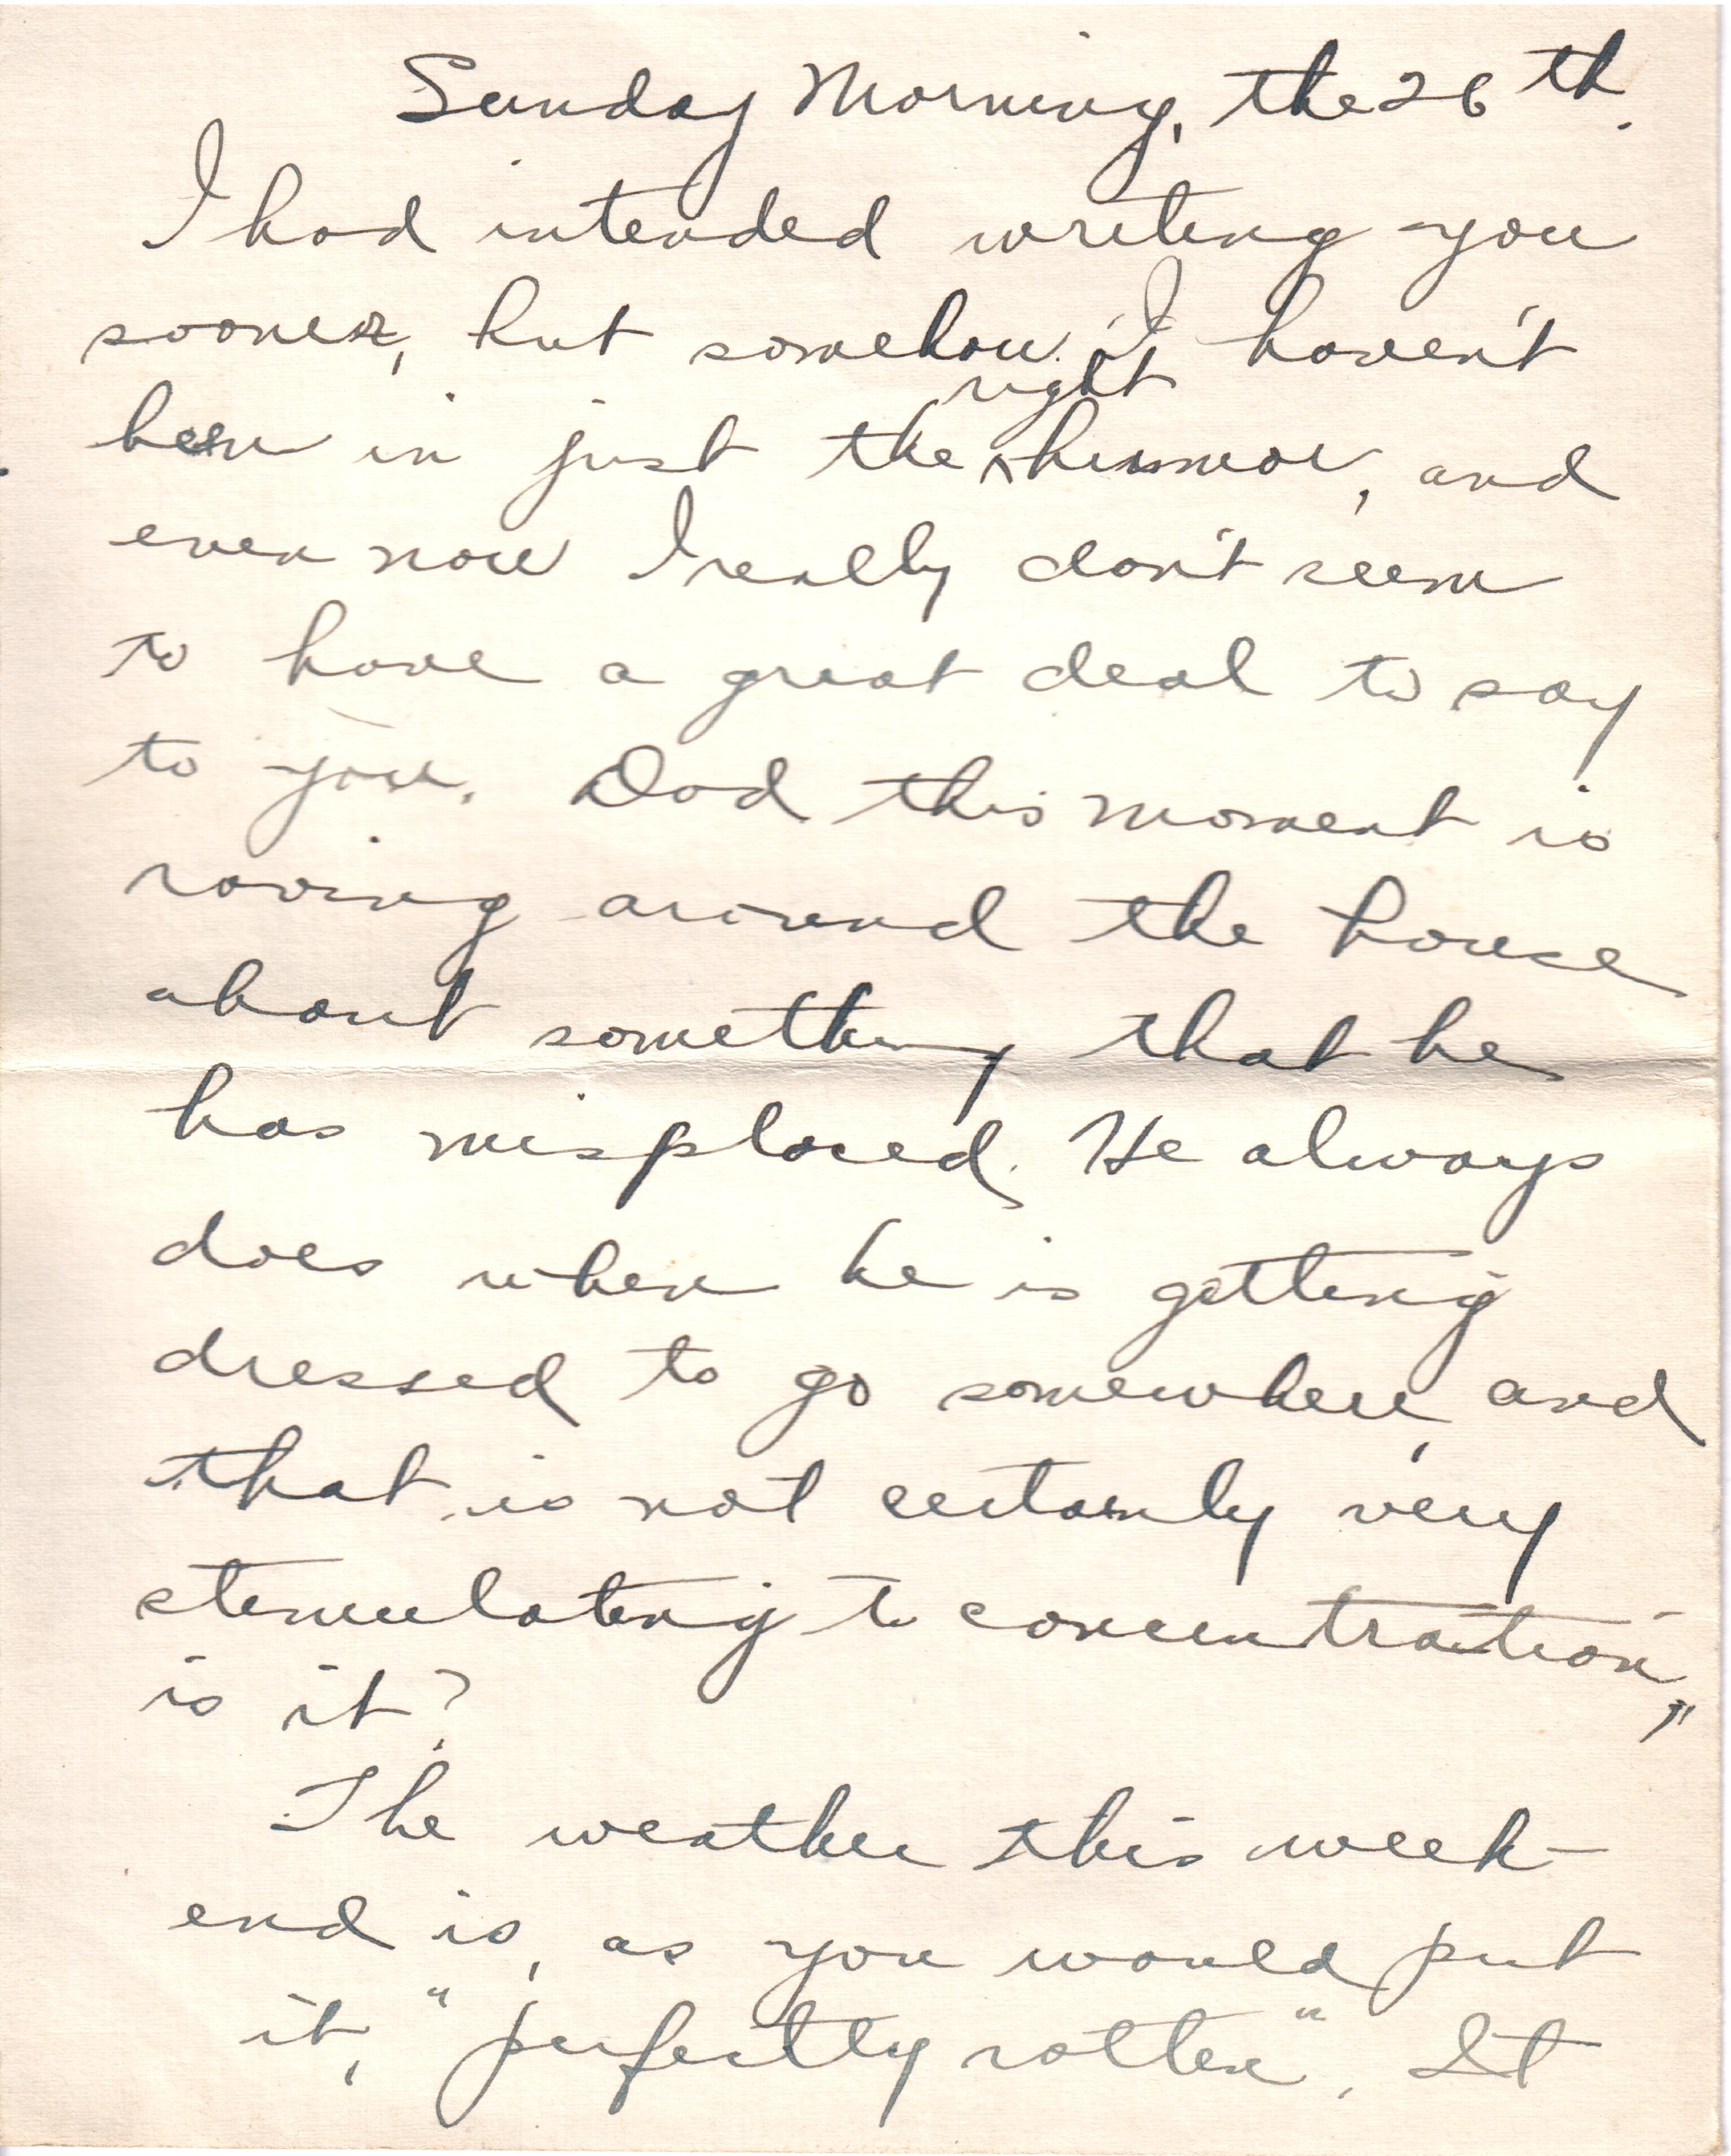 Sunday Morning, the 26th.
I had intended writing you
sooner, but somehow I haven't
right
been in just the ^ hummor, and
even now I really don't seem
to have a great deal to say
to you. Dad this moment is
roving around the house
about something that he
has misplaced. He always
does when he is getting
dressed to go somewhere, and
that is not certainly very
stimulating to concentration,
is it?
The weather this week-
end is, as you would put
it, "perfectly rotten". It